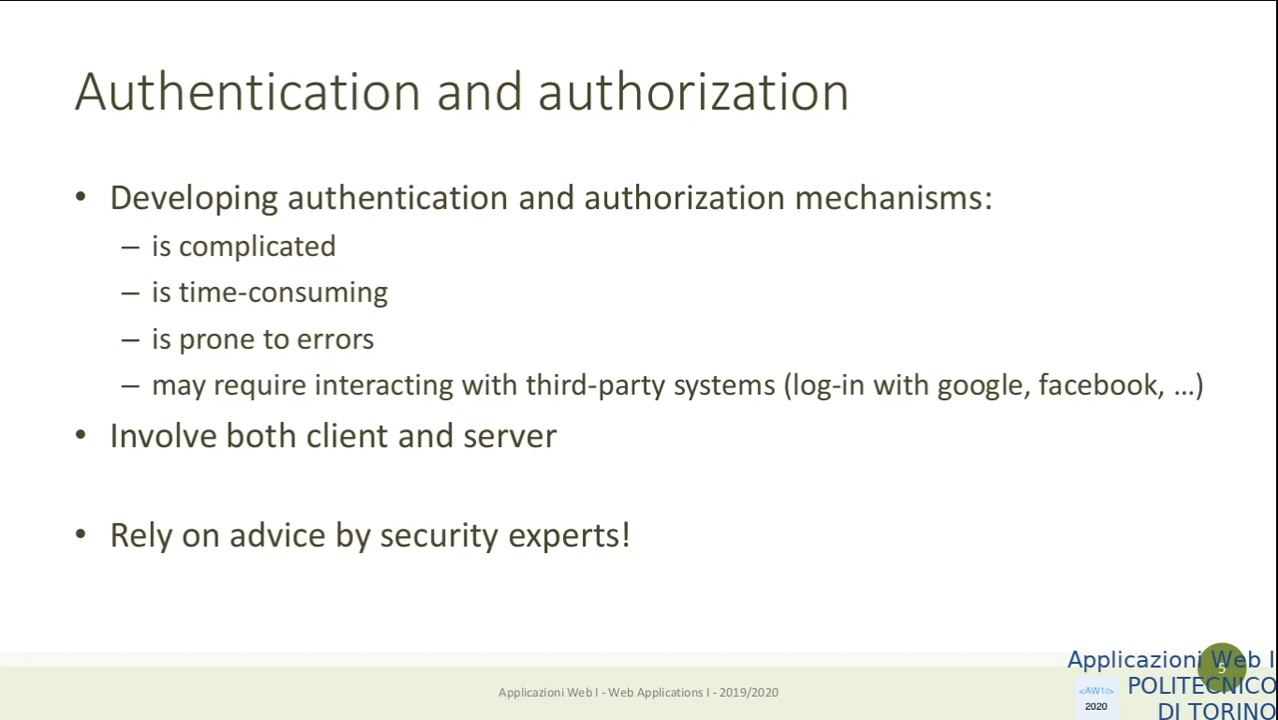 Authentication and authorization
• Developing authentication and authorization mechanisms:
– is complicated
– is time-consuming
– is prone to errors
– may require interacting with third-party systems (log-in with google, facebook, …)
• Involve both client and server
• Rely on advice by security experts!
Applicazioni Web I - Web Applications I - 2019/2020
5
Applicazioni Web I
POLITECNICO
DI TORINO
<AW1/>
2020